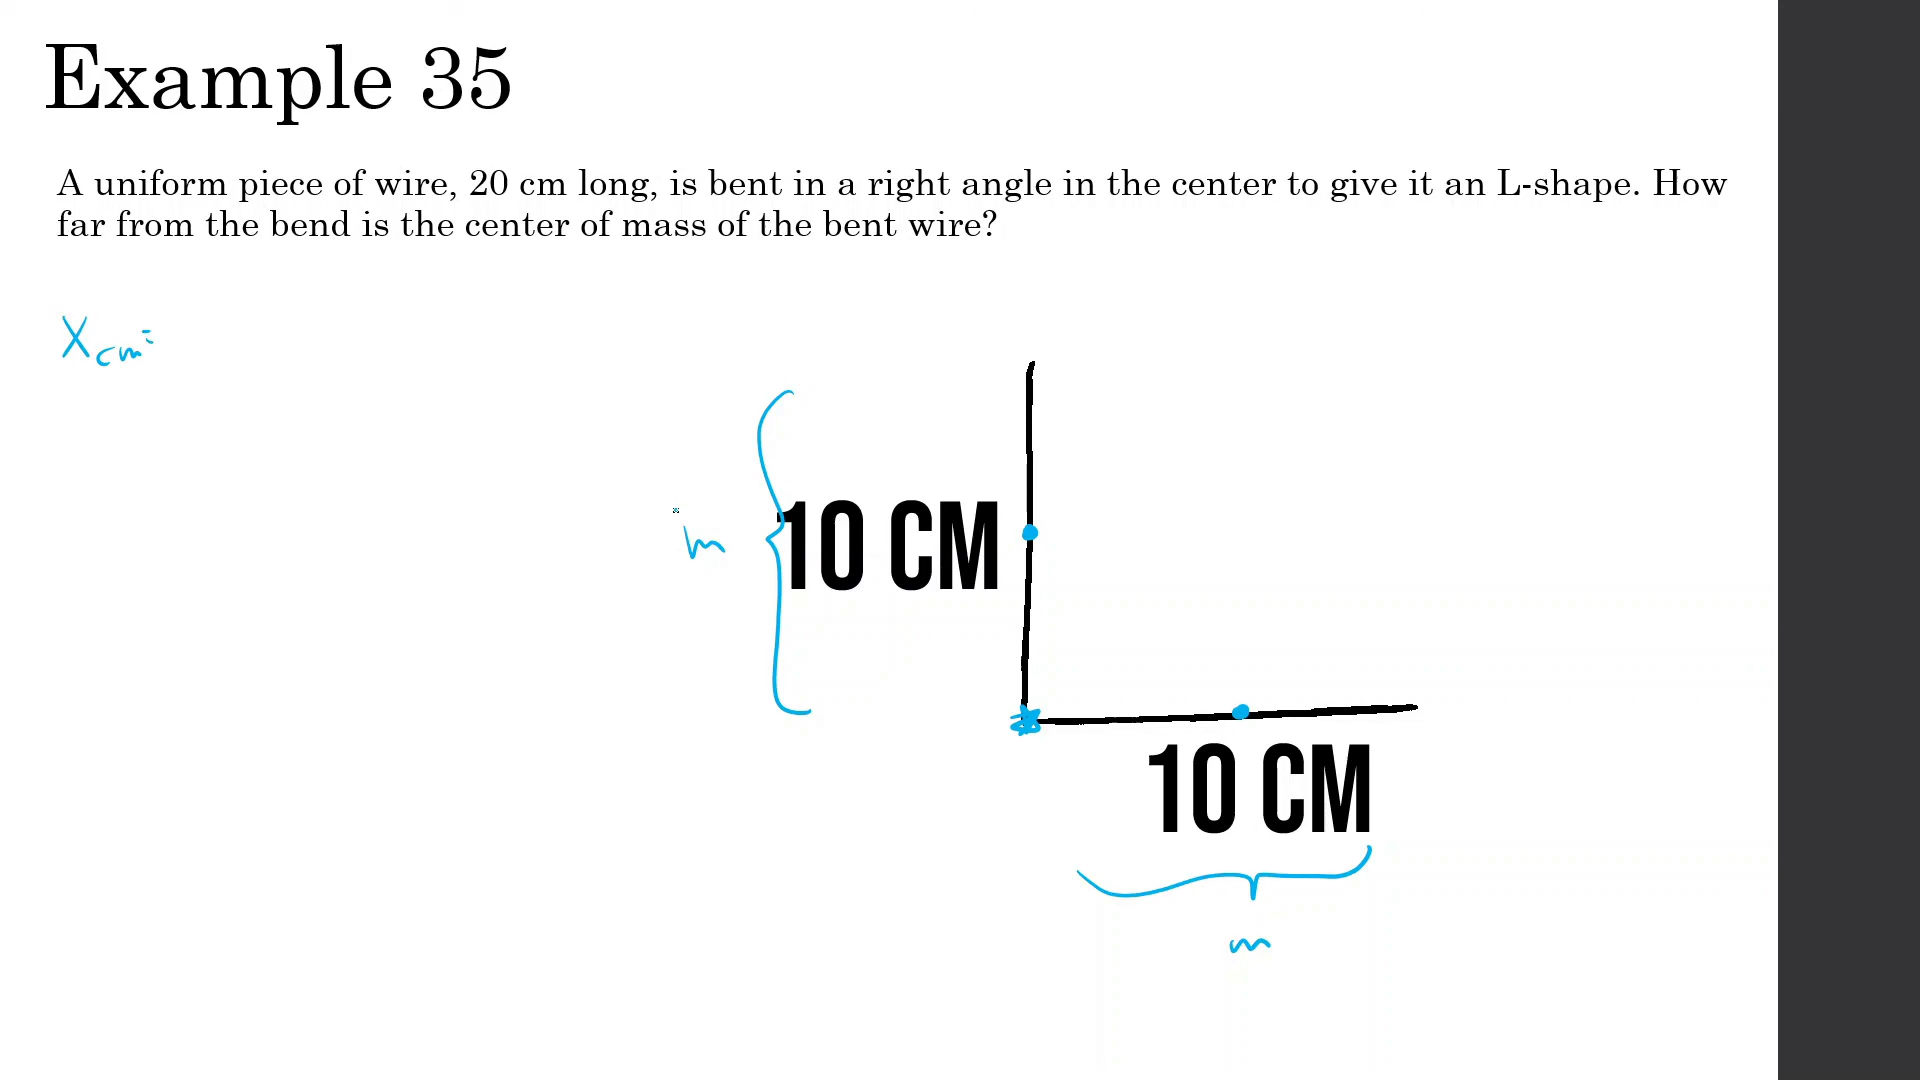 Example 35
A uniform piece of wire, 20 cm long, is bent in a right angle in the center to give it an L-shape. How
far from the bend is the center of mass of the bent wire?
Xcm=
m
10 CM
10 CM
m